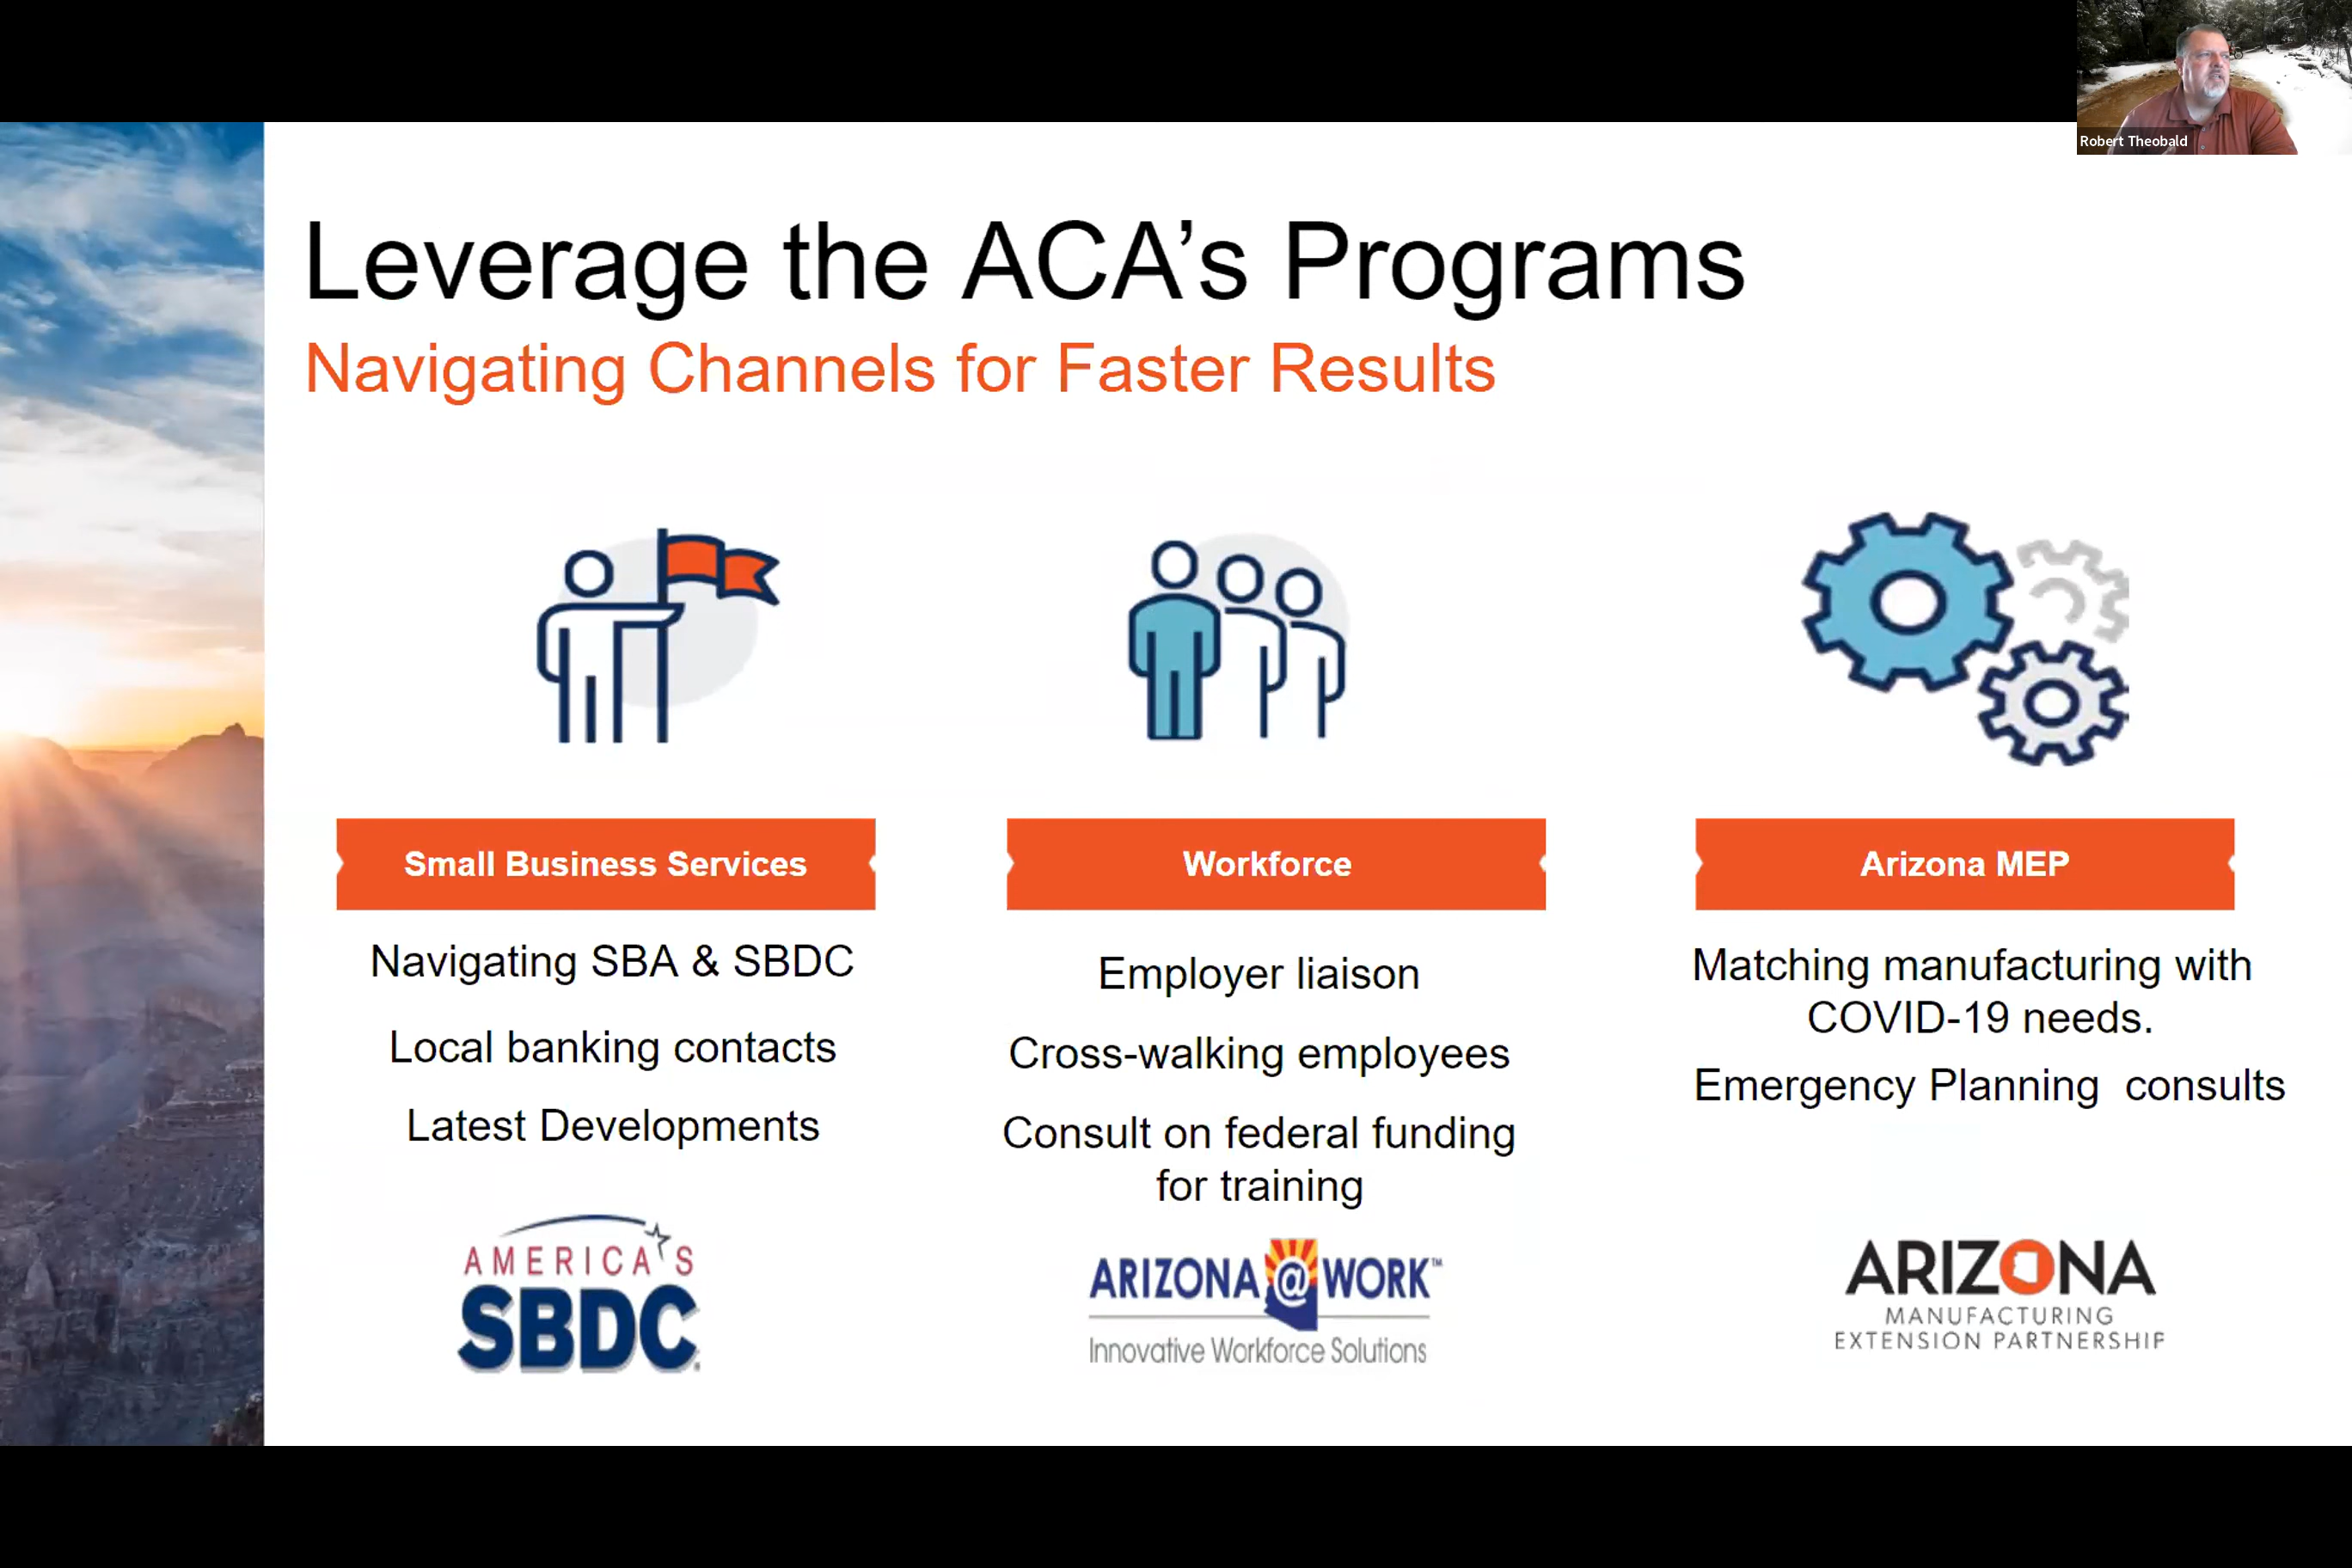 Robert Theobald
Leverage the ACA’s Programs
Navigating Channels for Faster Results
Small Business Services
Navigating SBA & SBDC
Local banking contacts
Latest Developments
AMERICA'S
SBDC
Workforce
Employer liaison
Cross-walking employees
Consult on federal funding
for training
ARIZONA @ WORK™
Innovative Workforce Solutions
Arizona MEP
Matching manufacturing with
COVID-19 needs.
Emergency Planning  consults
ARIZONA
MANUFACTURING
EXTENSION PARTNERSHIP